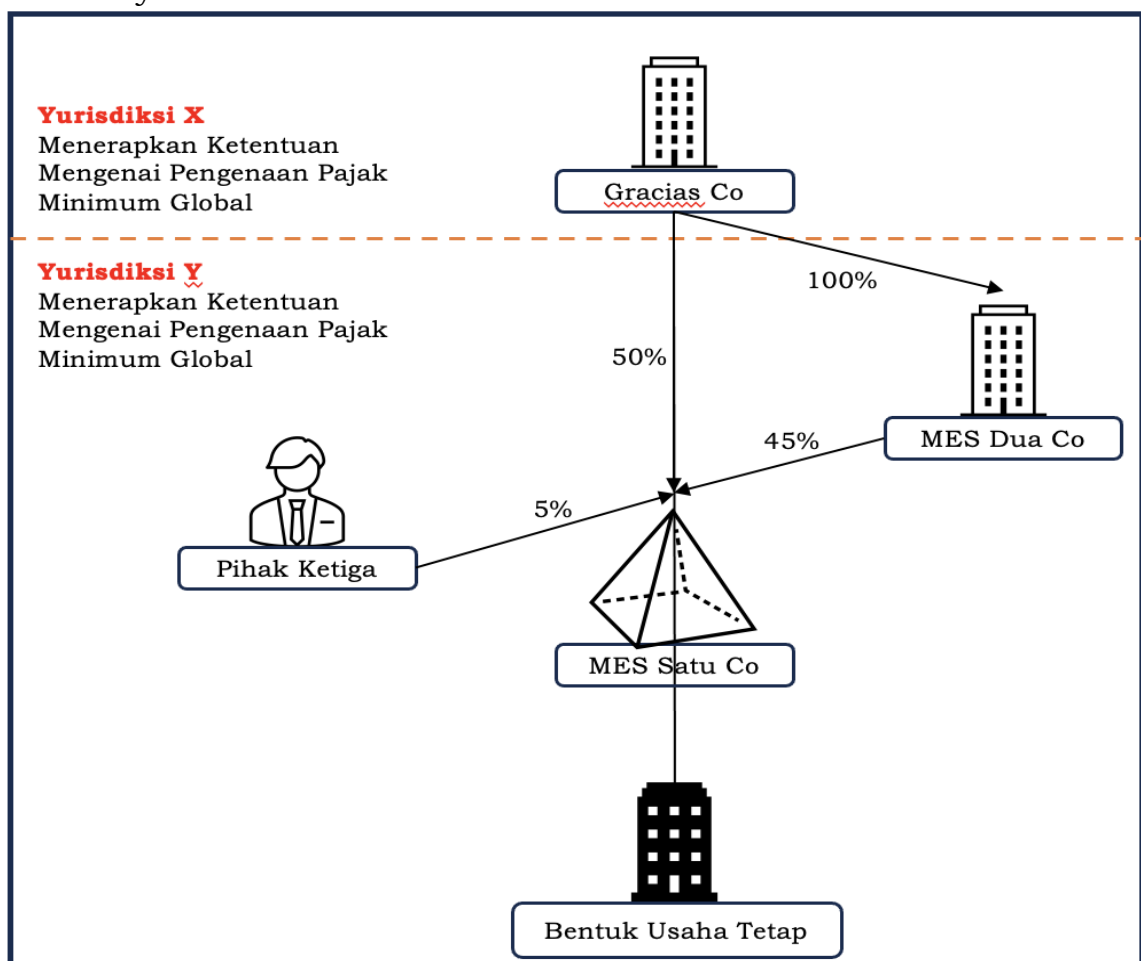 Yurisdiksi X
Menerapkan Ketentuan
Mengenai Pengenaan Pajak
Minimum Global
Gracias Co
Yurisdiksi Y
Menerapkan Ketentuan
Mengenai Pengenaan Pajak
Minimum Global
100%
50%
MES Dua Co
45%
5%
Pihak Ketiga
MES Satu Co
Bentuk Usaha Tetap